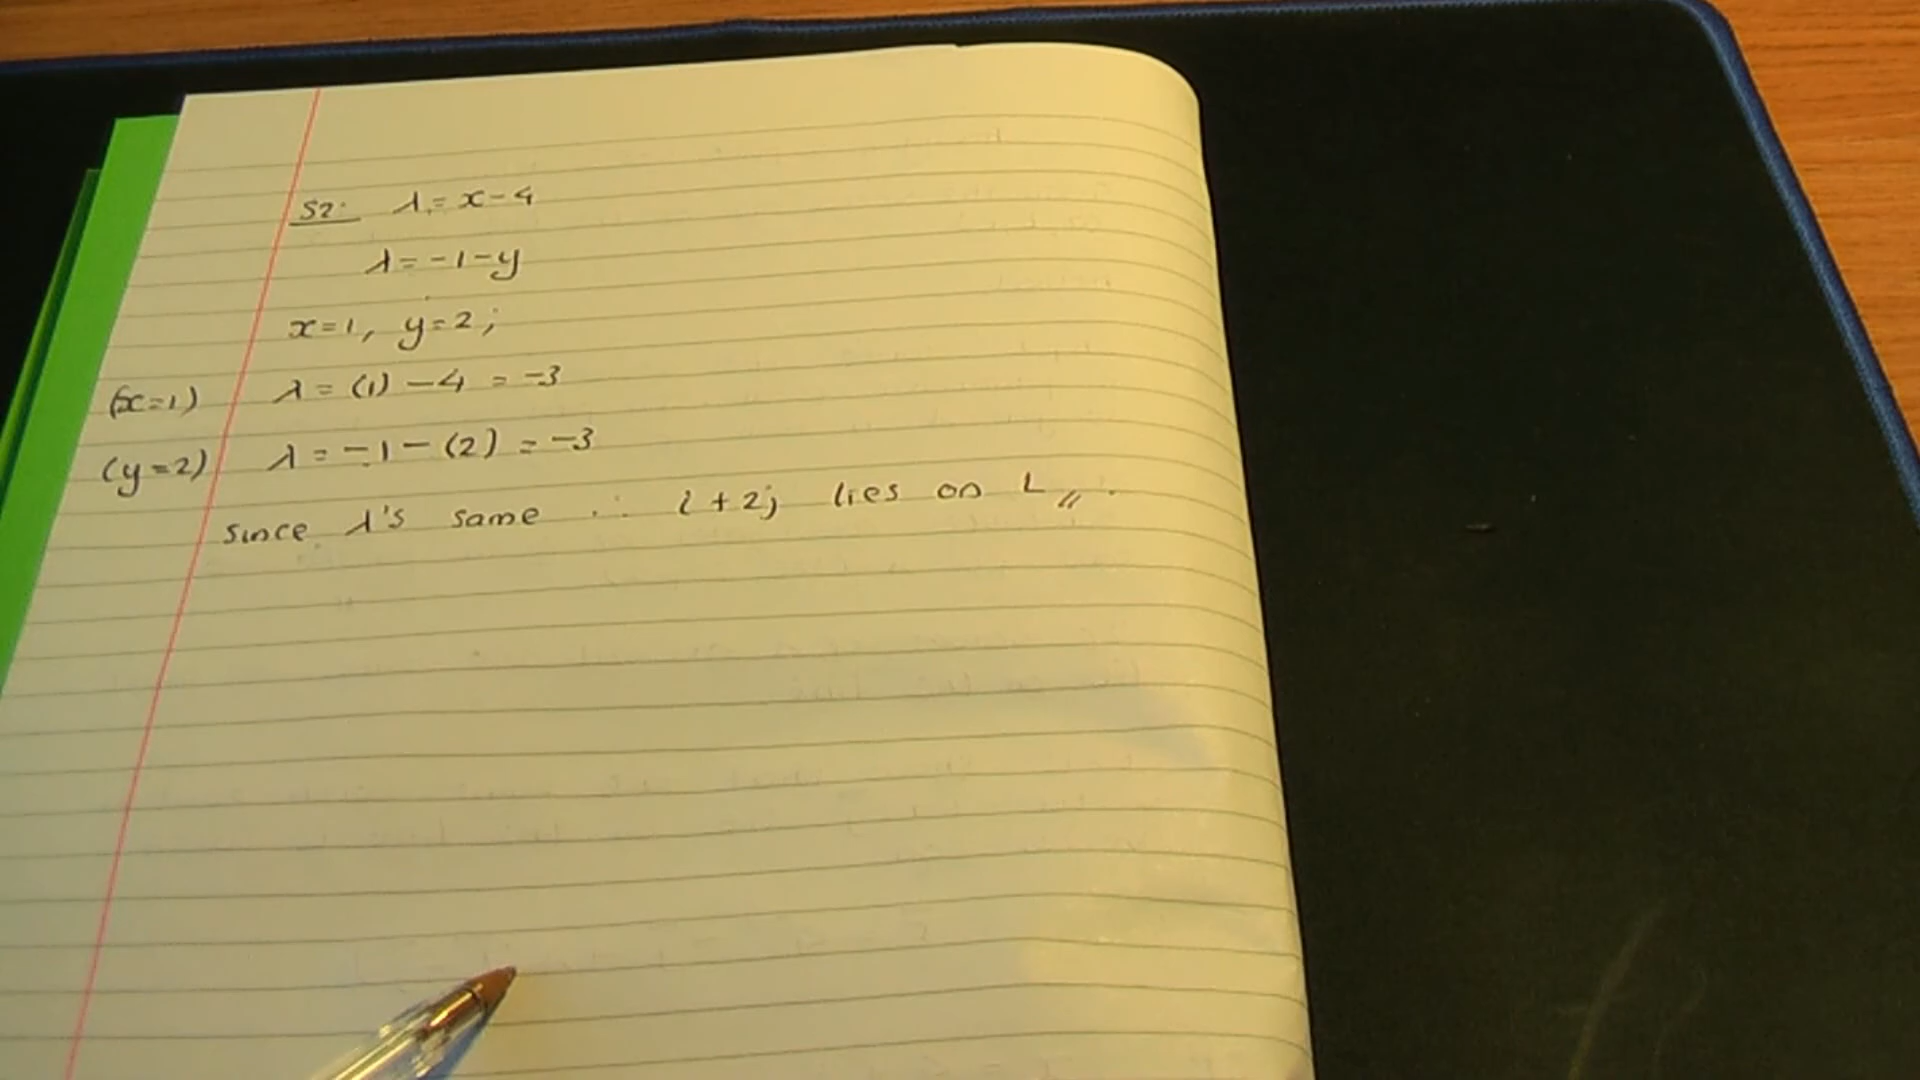 S2: λ = x - 4
λ = -1 - y
x = 1, y = 2;
(x=1) λ = (1) - 4 = -3
(y=2) λ = -1 - (2) = -3
since λ's same ∴ i + 2j lies on L //.